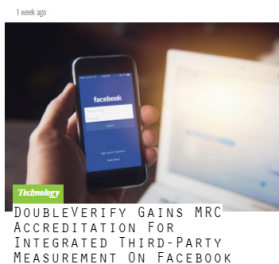 1 week ago
facebook
Technology
DOUBLEVERIFY GAINS MRC
ACCREDITATION FOR
INTEGRATED THIRD-PARTY
MEASUREMENT ON FACEBOOK